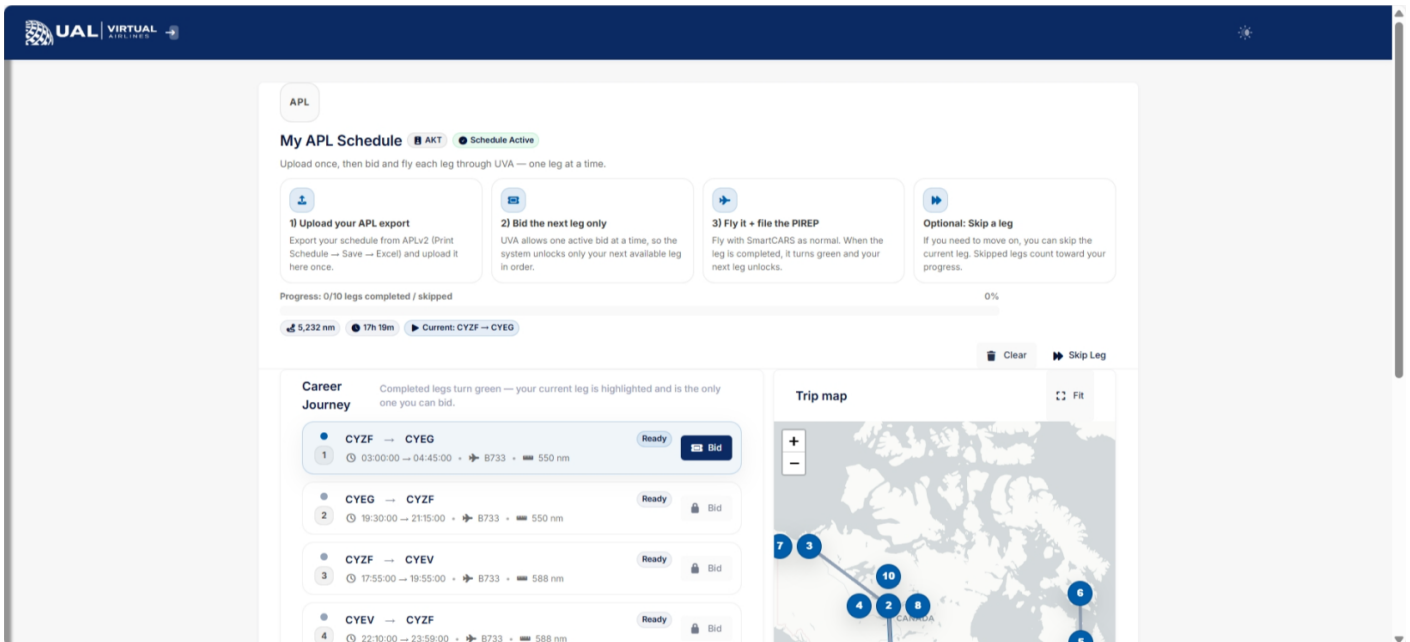 UAL VIRTUAL AIRLINES
APL
My APL Schedule AKT Schedule Active
Upload once, then bid and fly each leg through UVA — one leg at a time.
1) Upload your APL export
Export your schedule from APLv2 (Print
Schedule → Save → Excel) and upload it
here once.
2) Bid the next leg only
UVA allows one active bid at a time, so the
system unlocks only your next available leg
in order.
3) Fly it + file the PIREP
Fly with SmartCARS as normal. When the
leg is completed, it turns green and your
next leg unlocks.
Optional: Skip a leg
If you need to move on, you can skip the
current leg. Skipped legs count toward your
progress.
Progress: 0/10 legs completed / skipped 0%
5,232 nm 17h 19m Current: CYZF → CYEG
Clear Skip Leg
Career
Journey
Completed legs turn green — your current leg is highlighted and is the only
one you can bid.
1
CYZF → CYEG Ready Bid
03:00:00 → 04:45:00 • B733 • 550 nm
2
CYEG → CYZF Ready Bid
19:30:00 → 21:15:00 • B733 • 550 nm
3
CYZF → CYEV Ready Bid
17:55:00 → 19:55:00 • B733 • 588 nm
4
CYEV → CYZF Ready Bid
22:10:00 → 23:59:00 • B733 • 588 nm
Trip map Fit
+
−
7 3
10
4 2 8
6
CANADA
5